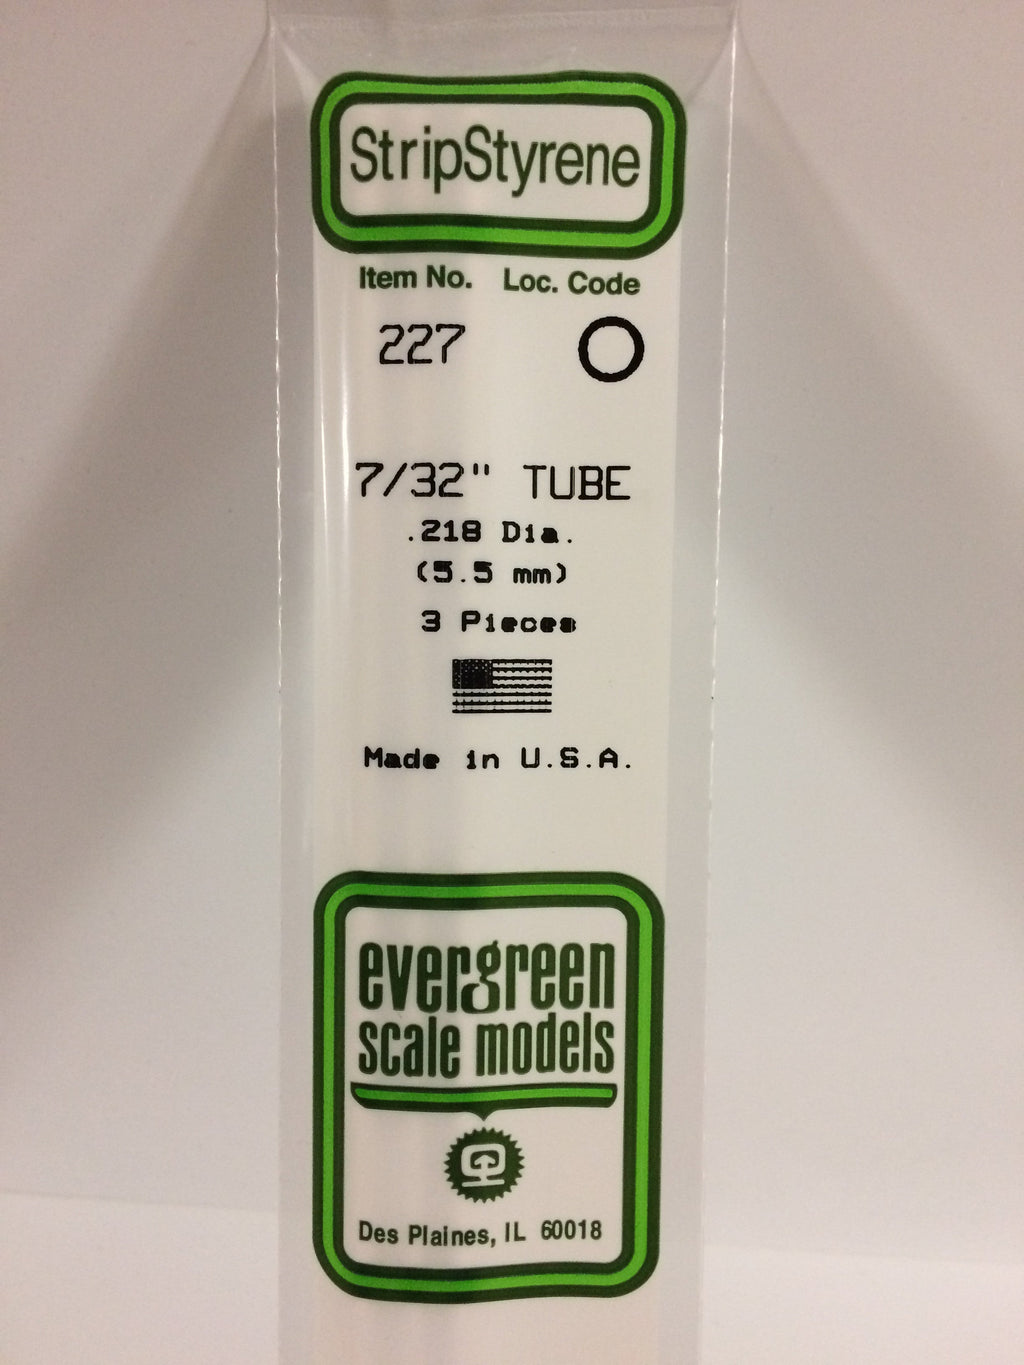 StripStyrene
Item No. Loc. Code
227
7/32" TUBE
.218 Dia.
(5.5 mm)
3 Pieces
Made in U.S.A.
evergreen
scale models
Des Plaines, IL 60018